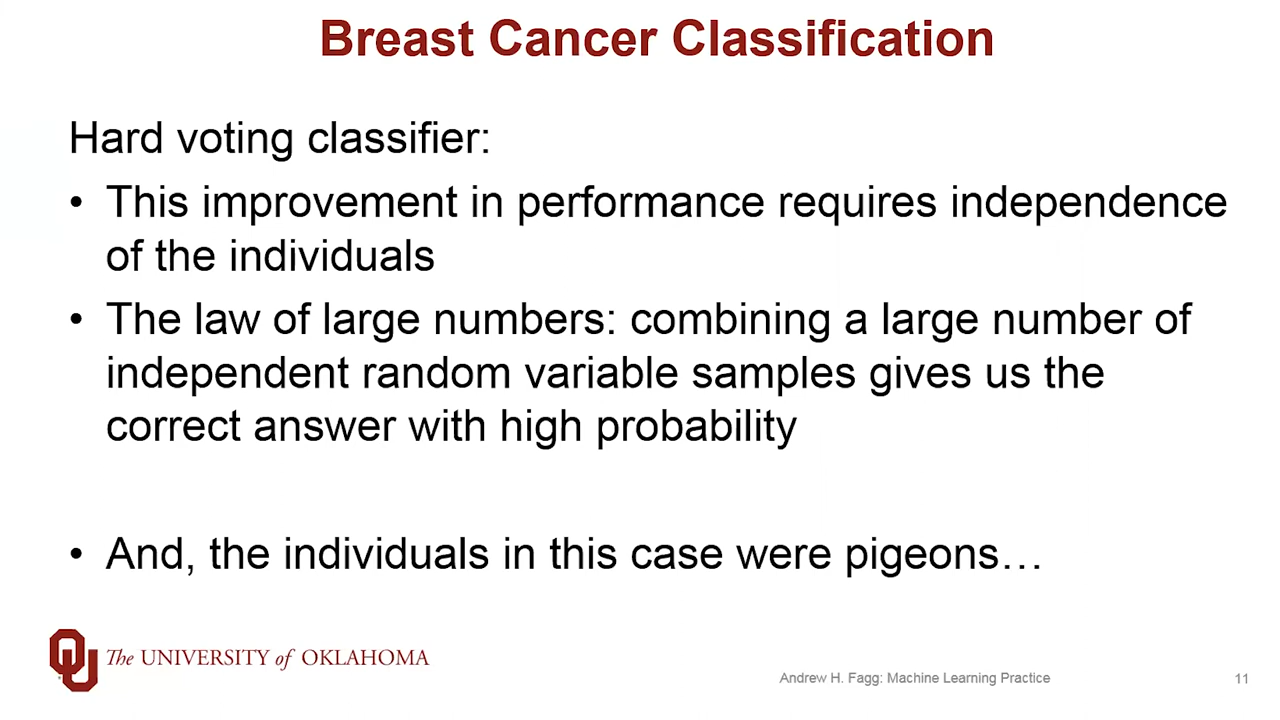 Breast Cancer Classification
Hard voting classifier:
• This improvement in performance requires independence
of the individuals
• The law of large numbers: combining a large number of
independent random variable samples gives us the
correct answer with high probability
• And, the individuals in this case were pigeons…
The UNIVERSITY of OKLAHOMA
Andrew H. Fagg: Machine Learning Practice
11